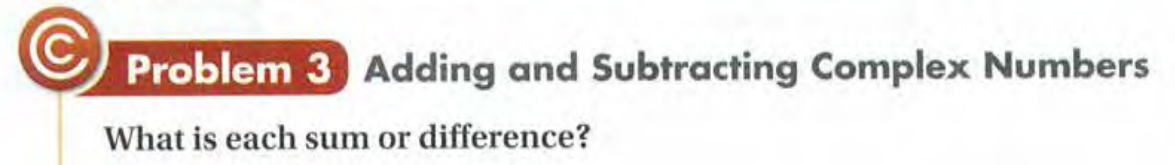 © Problem 3 Adding and Subtracting Complex Numbers
What is each sum or difference?